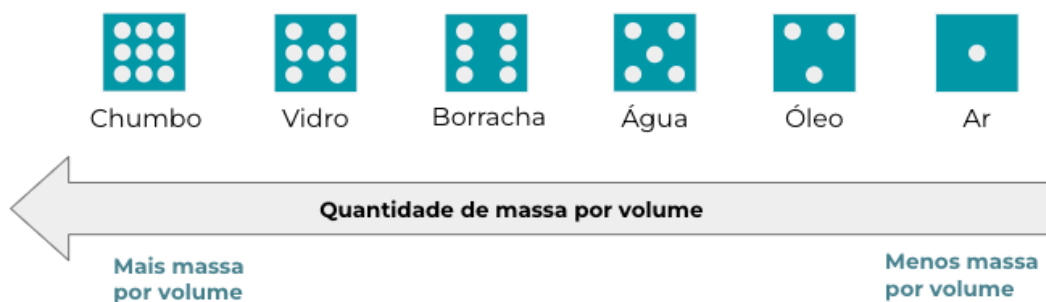 Chumbo Vidro Borracha Água Óleo Ar
Quantidade de massa por volume
Mais massa
por volume
Menos massa
por volume